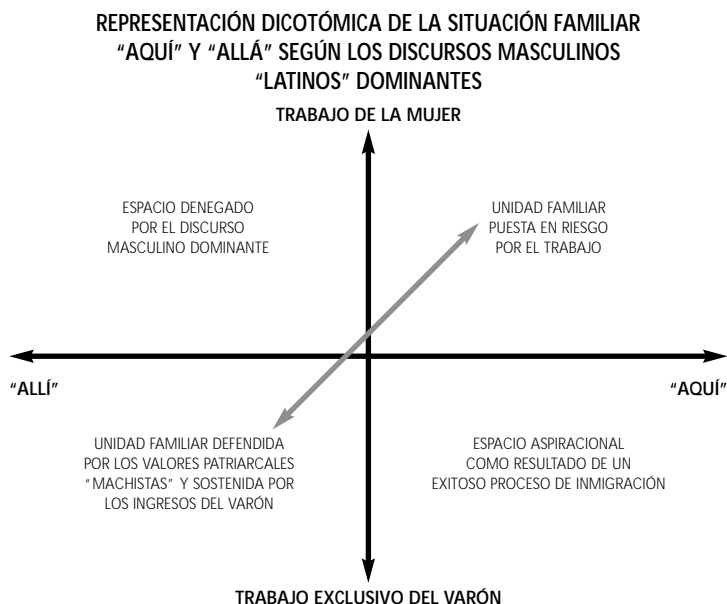 REPRESENTACIÓN DICOTÓMICA DE LA SITUACIÓN FAMILIAR
“AQUÍ” Y “ALLÁ” SEGÚN LOS DISCURSOS MASCULINOS
“LATINOS” DOMINANTES
TRABAJO DE LA MUJER
ESPACIO DENEGADO
POR EL DISCURSO
MASCULINO DOMINANTE
UNIDAD FAMILIAR
PUESTA EN RIESGO
POR EL TRABAJO
“ALLÍ”
“AQUÍ”
UNIDAD FAMILIAR DEFENDIDA
POR LOS VALORES PATRIARCALES
“MACHISTAS” Y SOSTENIDA POR
LOS INGRESOS DEL VARÓN
ESPACIO ASPIRACIONAL
COMO RESULTADO DE UN
EXITOSO PROCESO DE INMIGRACIÓN
TRABAJO EXCLUSIVO DEL VARÓN